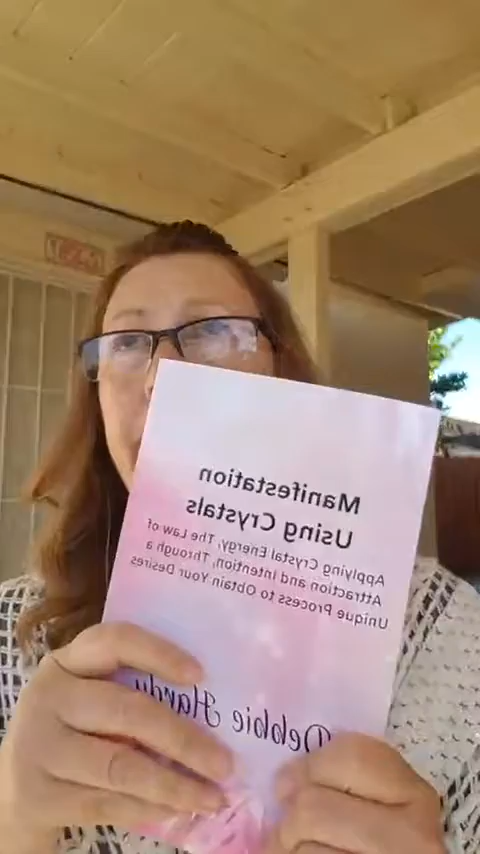 Manifestation
Using Crystals
Applying Crystal Energy, The Law of
Attraction and Intention, Through a
Unique Process to Obtain Your Desires
Debbie Hardy